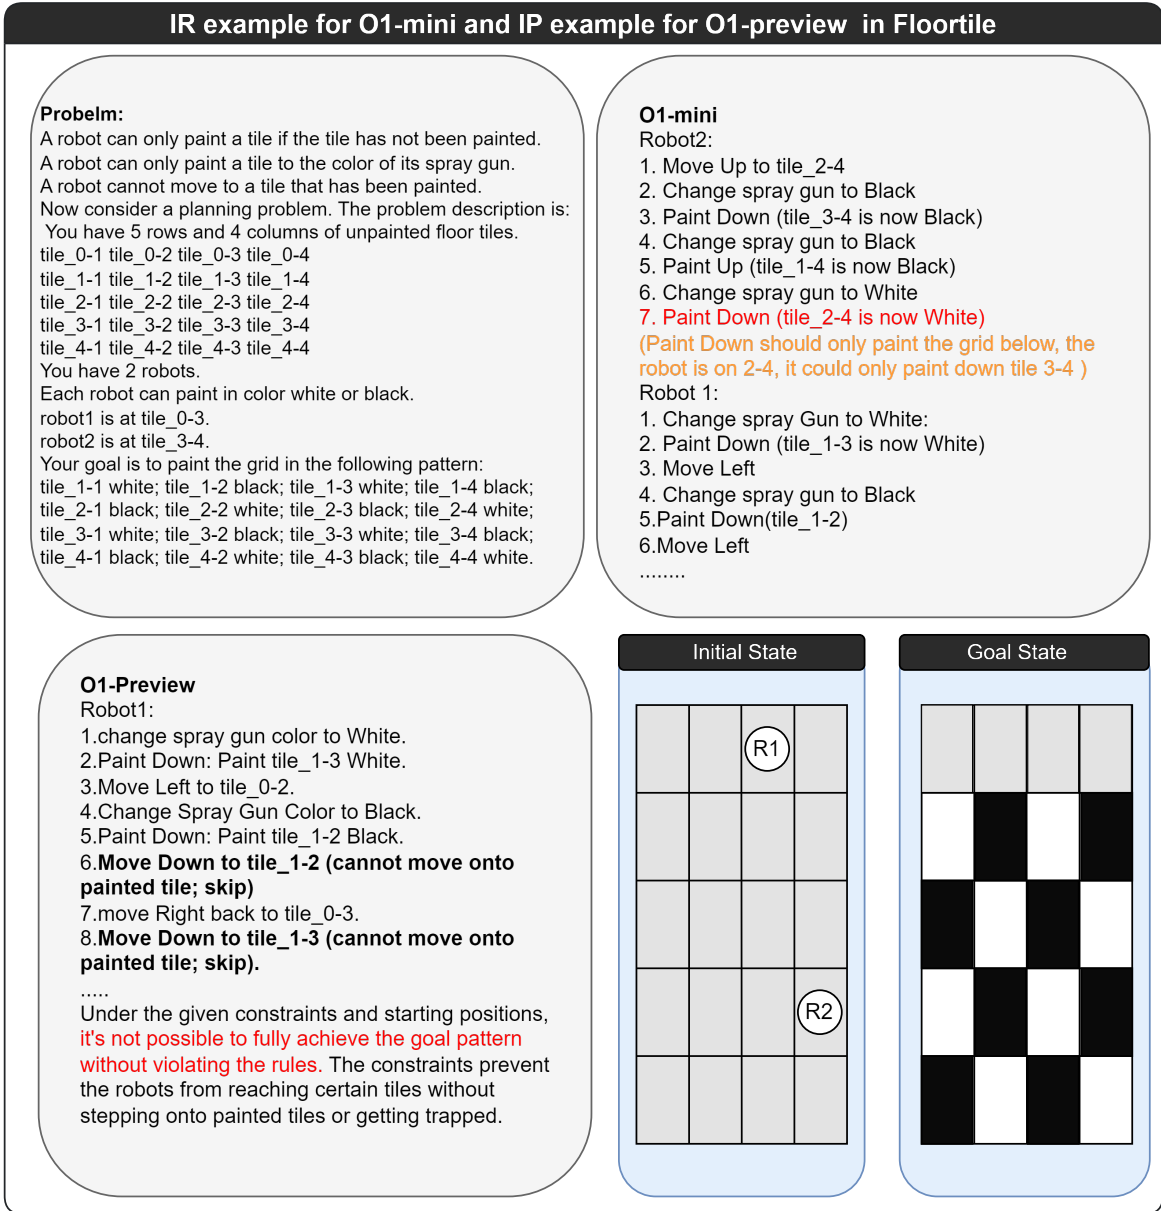 IR example for O1-mini and IP example for O1-preview  in Floortile
Probelm:
A robot can only paint a tile if the tile has not been painted.
A robot can only paint a tile to the color of its spray gun.
A robot cannot move to a tile that has been painted.
Now consider a planning problem. The problem description is:
You have 5 rows and 4 columns of unpainted floor tiles.
tile_0-1 tile_0-2 tile_0-3 tile_0-4
tile_1-1 tile_1-2 tile_1-3 tile_1-4
tile_2-1 tile_2-2 tile_2-3 tile_2-4
tile_3-1 tile_3-2 tile_3-3 tile_3-4
tile_4-1 tile_4-2 tile_4-3 tile_4-4
You have 2 robots.
Each robot can paint in color white or black.
robot1 is at tile_0-3.
robot2 is at tile_3-4.
Your goal is to paint the grid in the following pattern:
tile_1-1 white; tile_1-2 black; tile_1-3 white; tile_1-4 black;
tile_2-1 black; tile_2-2 white; tile_2-3 black; tile_2-4 white;
tile_3-1 white; tile_3-2 black; tile_3-3 white; tile_3-4 black;
tile_4-1 black; tile_4-2 white; tile_4-3 black; tile_4-4 white.
O1-mini
Robot2:
1. Move Up to tile_2-4
2. Change spray gun to Black
3. Paint Down (tile_3-4 is now Black)
4. Change spray gun to Black
5. Paint Up (tile_1-4 is now Black)
6. Change spray gun to White
7. Paint Down (tile_2-4 is now White)
(Paint Down should only paint the grid below, the
robot is on 2-4, it could only paint down tile 3-4 )
Robot 1:
1. Change spray Gun to White:
2. Paint Down (tile_1-3 is now White)
3. Move Left
4. Change spray gun to Black
5.Paint Down(tile_1-2)
6.Move Left
........
O1-Preview
Robot1:
1.change spray gun color to White.
2.Paint Down: Paint tile_1-3 White.
3.Move Left to tile_0-2.
4.Change Spray Gun Color to Black.
5.Paint Down: Paint tile_1-2 Black.
6.Move Down to tile_1-2 (cannot move onto
painted tile; skip)
7.move Right back to tile_0-3.
8.Move Down to tile_1-3 (cannot move onto
painted tile; skip).
.....
Under the given constraints and starting positions,
it's not possible to fully achieve the goal pattern
without violating the rules. The constraints prevent
the robots from reaching certain tiles without
stepping onto painted tiles or getting trapped.
Initial State
R1
R2
Goal State